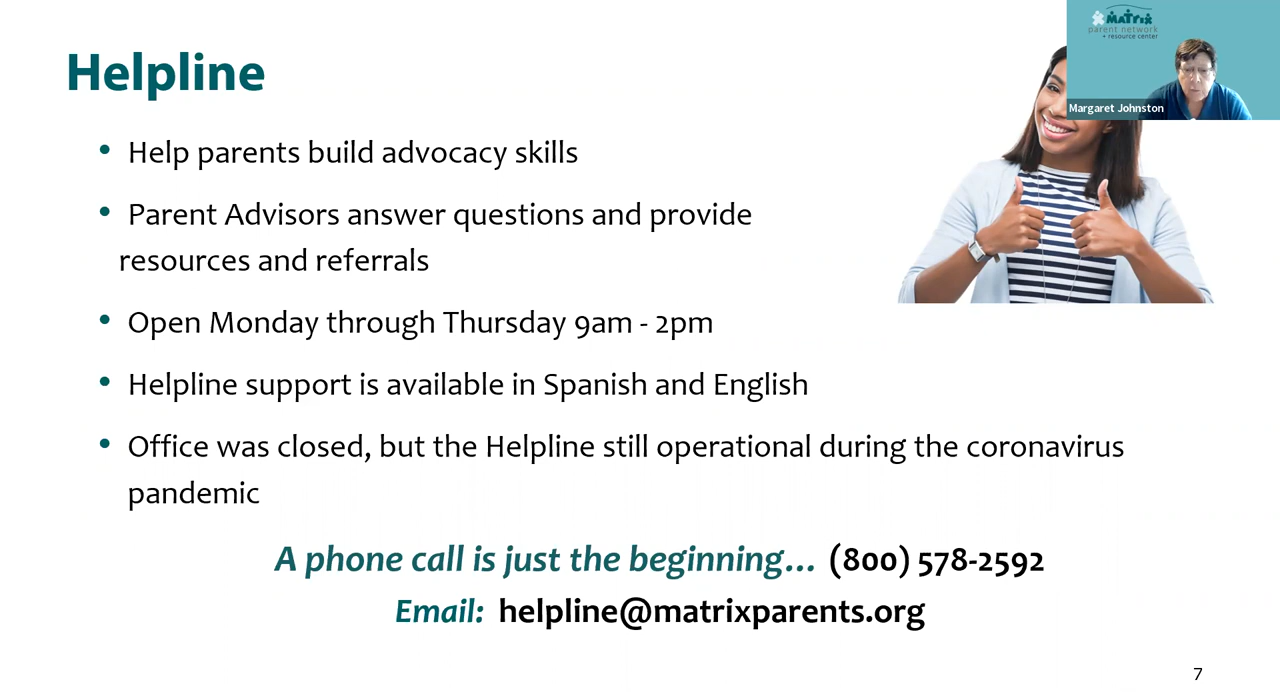 MATRIX
parent network
+ resource center
Margaret Johnston
Helpline
• Help parents build advocacy skills
• Parent Advisors answer questions and provide
resources and referrals
• Open Monday through Thursday 9am - 2pm
• Helpline support is available in Spanish and English
• Office was closed, but the Helpline still operational during the coronavirus
pandemic
A phone call is just the beginning... (800) 578-2592
Email: helpline@matrixparents.org
7